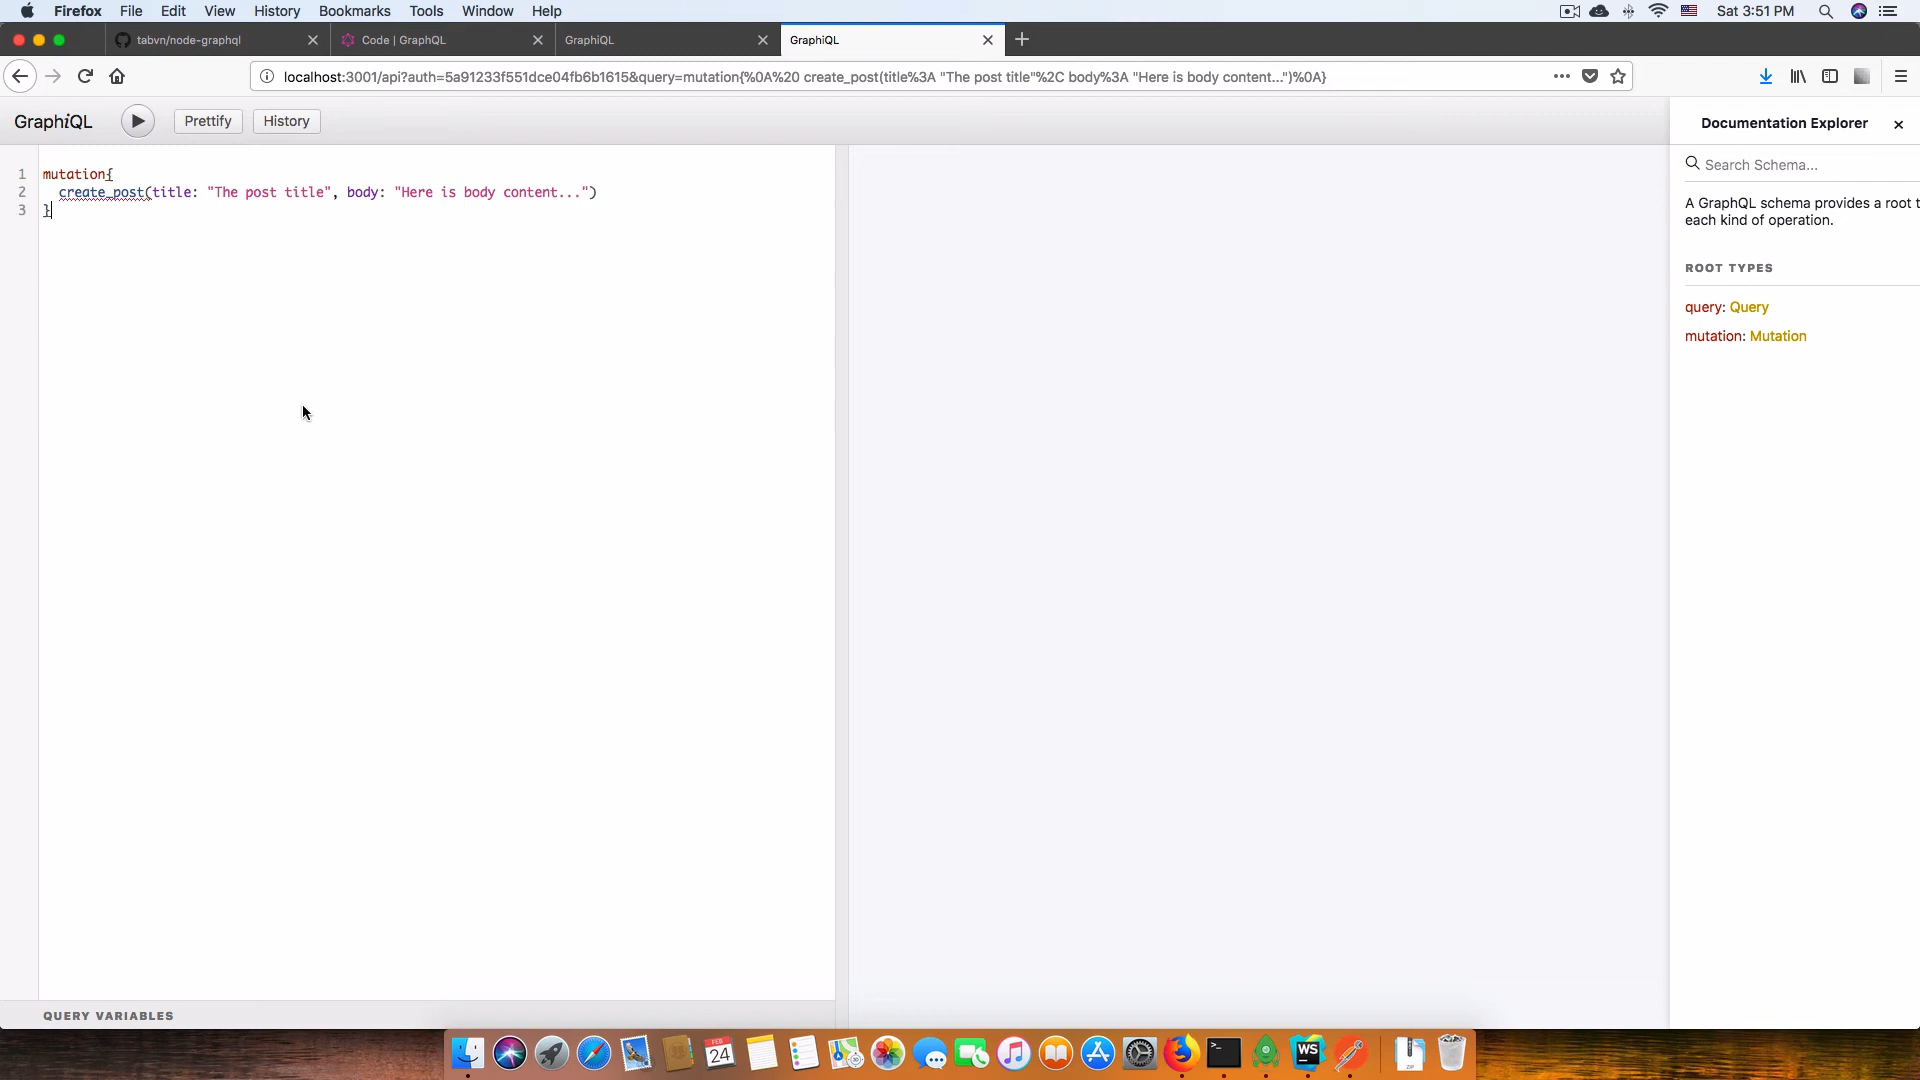 Firefox File Edit View History Bookmarks Tools Window Help Sat 3:51 PM
tabvn/node-graphql Code | GraphQL GraphiQL GraphiQL
localhost:3001/api?auth=5a91233f551dce04fb6b1615&query=mutation{%0A%20 create_post(title%3A "The post title"%2C body%3A "Here is body content...")%0A}
GraphiQL Prettify History
Documentation Explorer
Search Schema...
1 mutation{
2 create_post(title: "The post title", body: "Here is body content...")
3 }
A GraphQL schema provides a root t
each kind of operation.
ROOT TYPES
query: Query
mutation: Mutation
QUERY VARIABLES
FEB
24
WS
ZIP